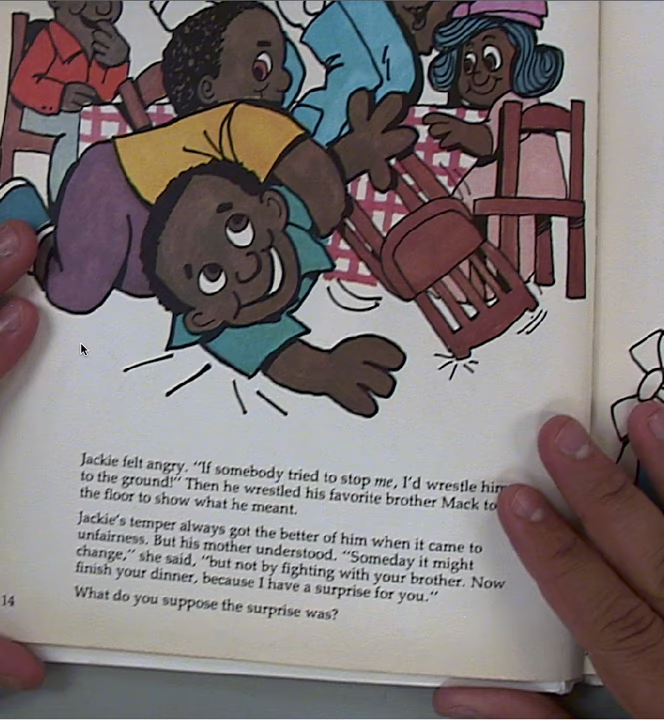 Jackie felt angry. "If somebody tried to stop me, I'd wrestle him
to the ground!" Then he wrestled his favorite brother Mack to
the floor to show what he meant.
Jackie's temper always got the better of him when it came to
unfairness. But his mother understood. "Someday it might
change," she said, "but not by fighting with your brother. Now
finish your dinner, because I have a surprise for you."
14
What do you suppose the surprise was?